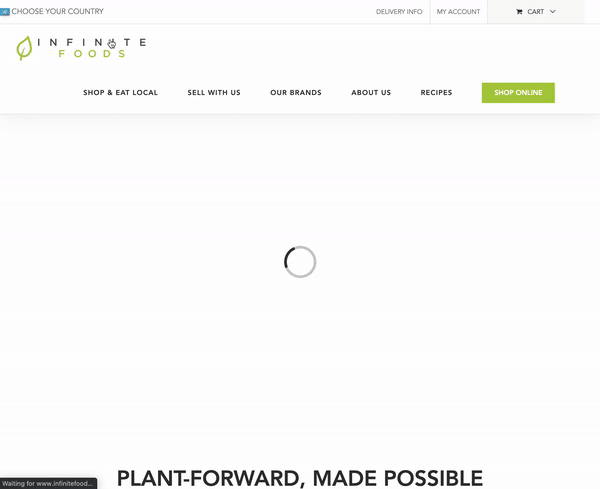 CHOOSE YOUR COUNTRY
DELIVERY INFO
MY ACCOUNT
CART
INFINITE
FOODS
SHOP & EAT LOCAL
SELL WITH US
OUR BRANDS
ABOUT US
RECIPES
SHOP ONLINE
PLANT-FORWARD, MADE POSSIBLE
Waiting for www.infinitefood...